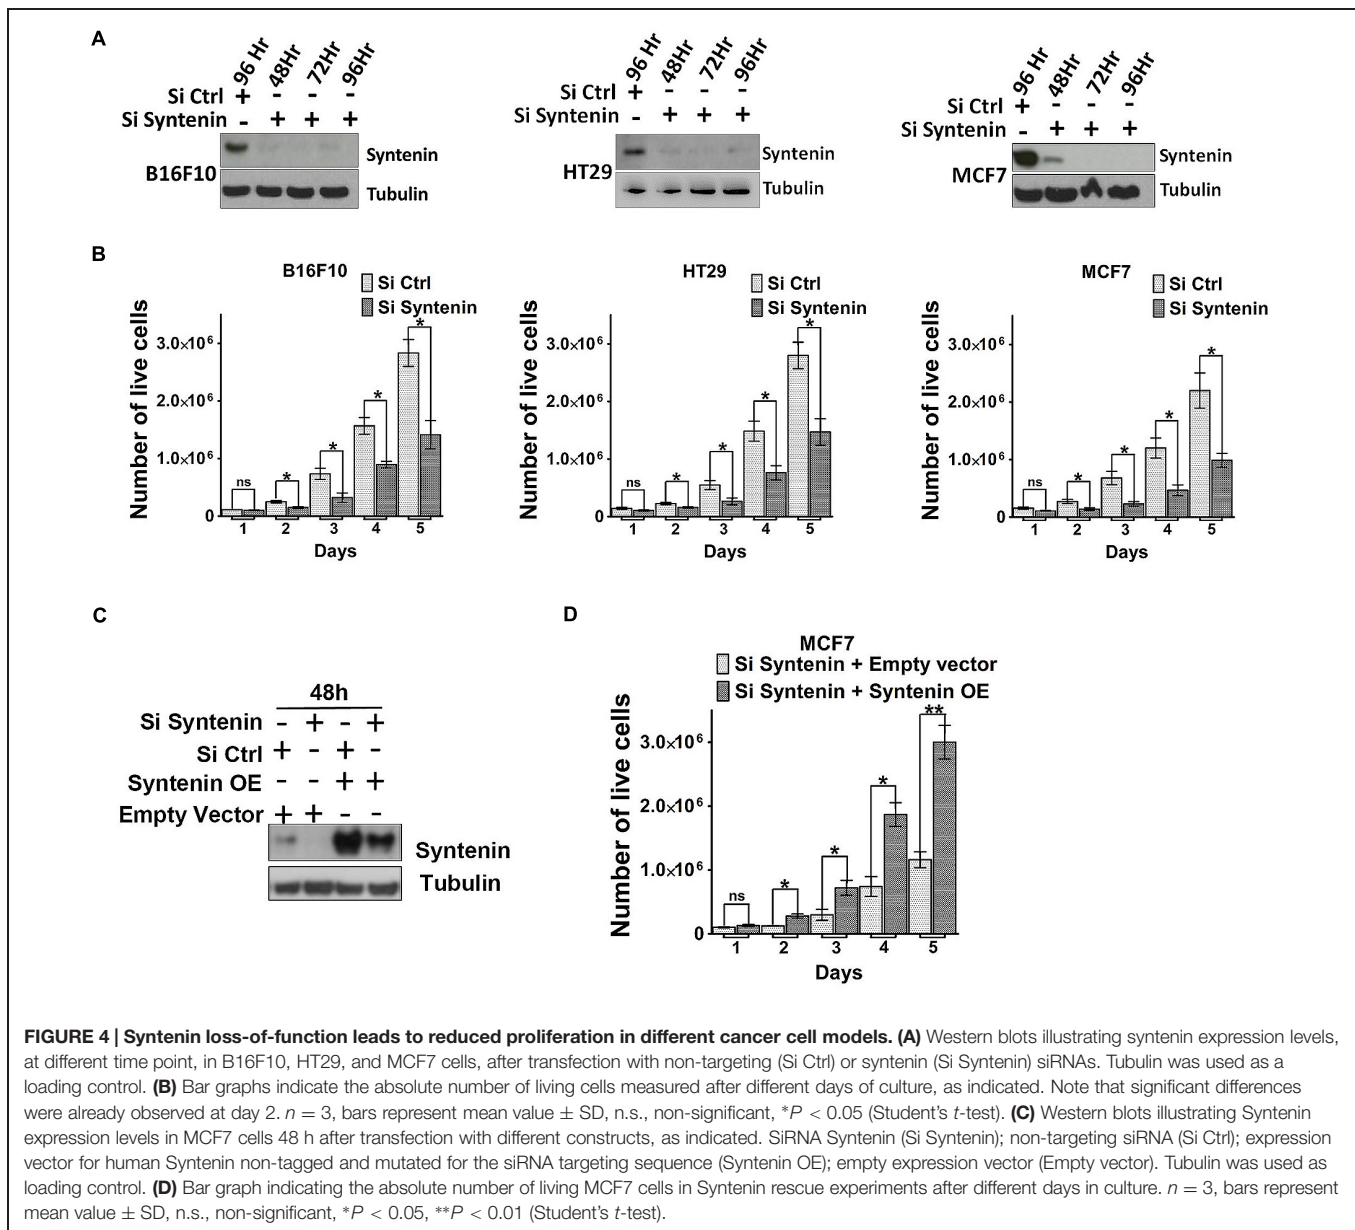 A
96 Hr 48Hr 72Hr 96Hr
Si Ctrl + - - -
Si Syntenin - + + +
Syntenin
B16F10
Tubulin
96 Hr 48Hr 72Hr 96Hr
Si Ctrl + - - -
Si Syntenin - + + +
Syntenin
HT29
Tubulin
96 Hr 48Hr 72Hr 96Hr
Si Ctrl + - - -
Si Syntenin - + + +
Syntenin
MCF7
Tubulin
B
B16F10
Si Ctrl
Si Syntenin
Number of live cells
3.0×10⁶
2.0×10⁶
1.0×10⁶
0
ns * * * *
1 2 3 4 5
Days
HT29
Si Ctrl
Si Syntenin
Number of live cells
3.0×10⁶
2.0×10⁶
1.0×10⁶
0
ns * * * *
1 2 3 4 5
Days
MCF7
Si Ctrl
Si Syntenin
Number of live cells
3.0×10⁶
2.0×10⁶
1.0×10⁶
0
ns * * * *
1 2 3 4 5
Days
C
48h
Si Syntenin - + - +
Si Ctrl + - + -
Syntenin OE - - + +
Empty Vector + + - -
Syntenin
Tubulin
D
MCF7
Si Syntenin + Empty vector
Si Syntenin + Syntenin OE
Number of live cells
3.0×10⁶
2.0×10⁶
1.0×10⁶
0
ns * * * **
1 2 3 4 5
Days
FIGURE 4 | Syntenin loss-of-function leads to reduced proliferation in different cancer cell models. (A) Western blots illustrating syntenin expression levels,
at different time point, in B16F10, HT29, and MCF7 cells, after transfection with non-targeting (Si Ctrl) or syntenin (Si Syntenin) siRNAs. Tubulin was used as a
loading control. (B) Bar graphs indicate the absolute number of living cells measured after different days of culture, as indicated. Note that significant differences
were already observed at day 2. n = 3, bars represent mean value ± SD, n.s., non-significant, *P < 0.05 (Student's t-test). (C) Western blots illustrating Syntenin
expression levels in MCF7 cells 48 h after transfection with different constructs, as indicated. SiRNA Syntenin (Si Syntenin); non-targeting siRNA (Si Ctrl); expression
vector for human Syntenin non-tagged and mutated for the siRNA targeting sequence (Syntenin OE); empty expression vector (Empty vector). Tubulin was used as
loading control. (D) Bar graph indicating the absolute number of living MCF7 cells in Syntenin rescue experiments after different days in culture. n = 3, bars represent
mean value ± SD, n.s., non-significant, *P < 0.05, **P < 0.01 (Student's t-test).